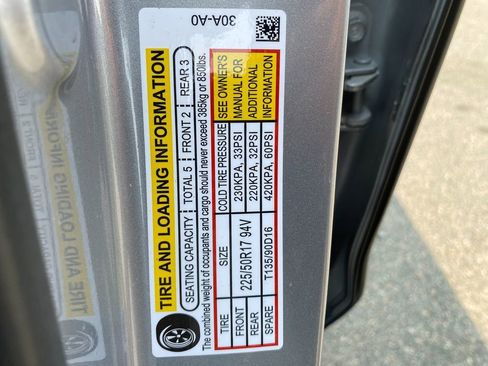 30A-A0
TIRE AND LOADING INFORMATION
SEATING CAPACITY TOTAL 5 FRONT 2 REAR 3
The combined weight of occupants and cargo should never exceed 385kg or 850lbs.
TIRE SIZE COLD TIRE PRESSURE SEE OWNER'S MANUAL FOR ADDITIONAL INFORMATION
FRONT 225/50R17 94V 230KPA, 33PSI
REAR 220KPA, 32PSI
SPARE T135/90D16 420KPA, 60PSI